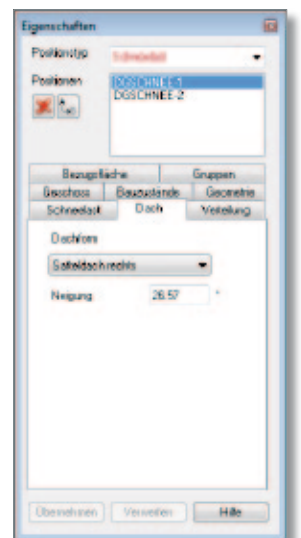 Eigenschaften
Positionstyp Schneelast
Positionen DGSCHNEE-1
DGSCHNEE-2
Bezugsfläche Gruppen
Geschoss Bauzustände Geometrie
Schneelast Dach Verteilung
Dachform
Satteldach rechts
Neigung 26.57 °
Übernehmen Verwerfen Hilfe